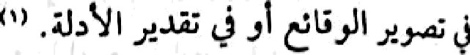 في تصوير الوقائع أو في تقدير الأدلة. (١)